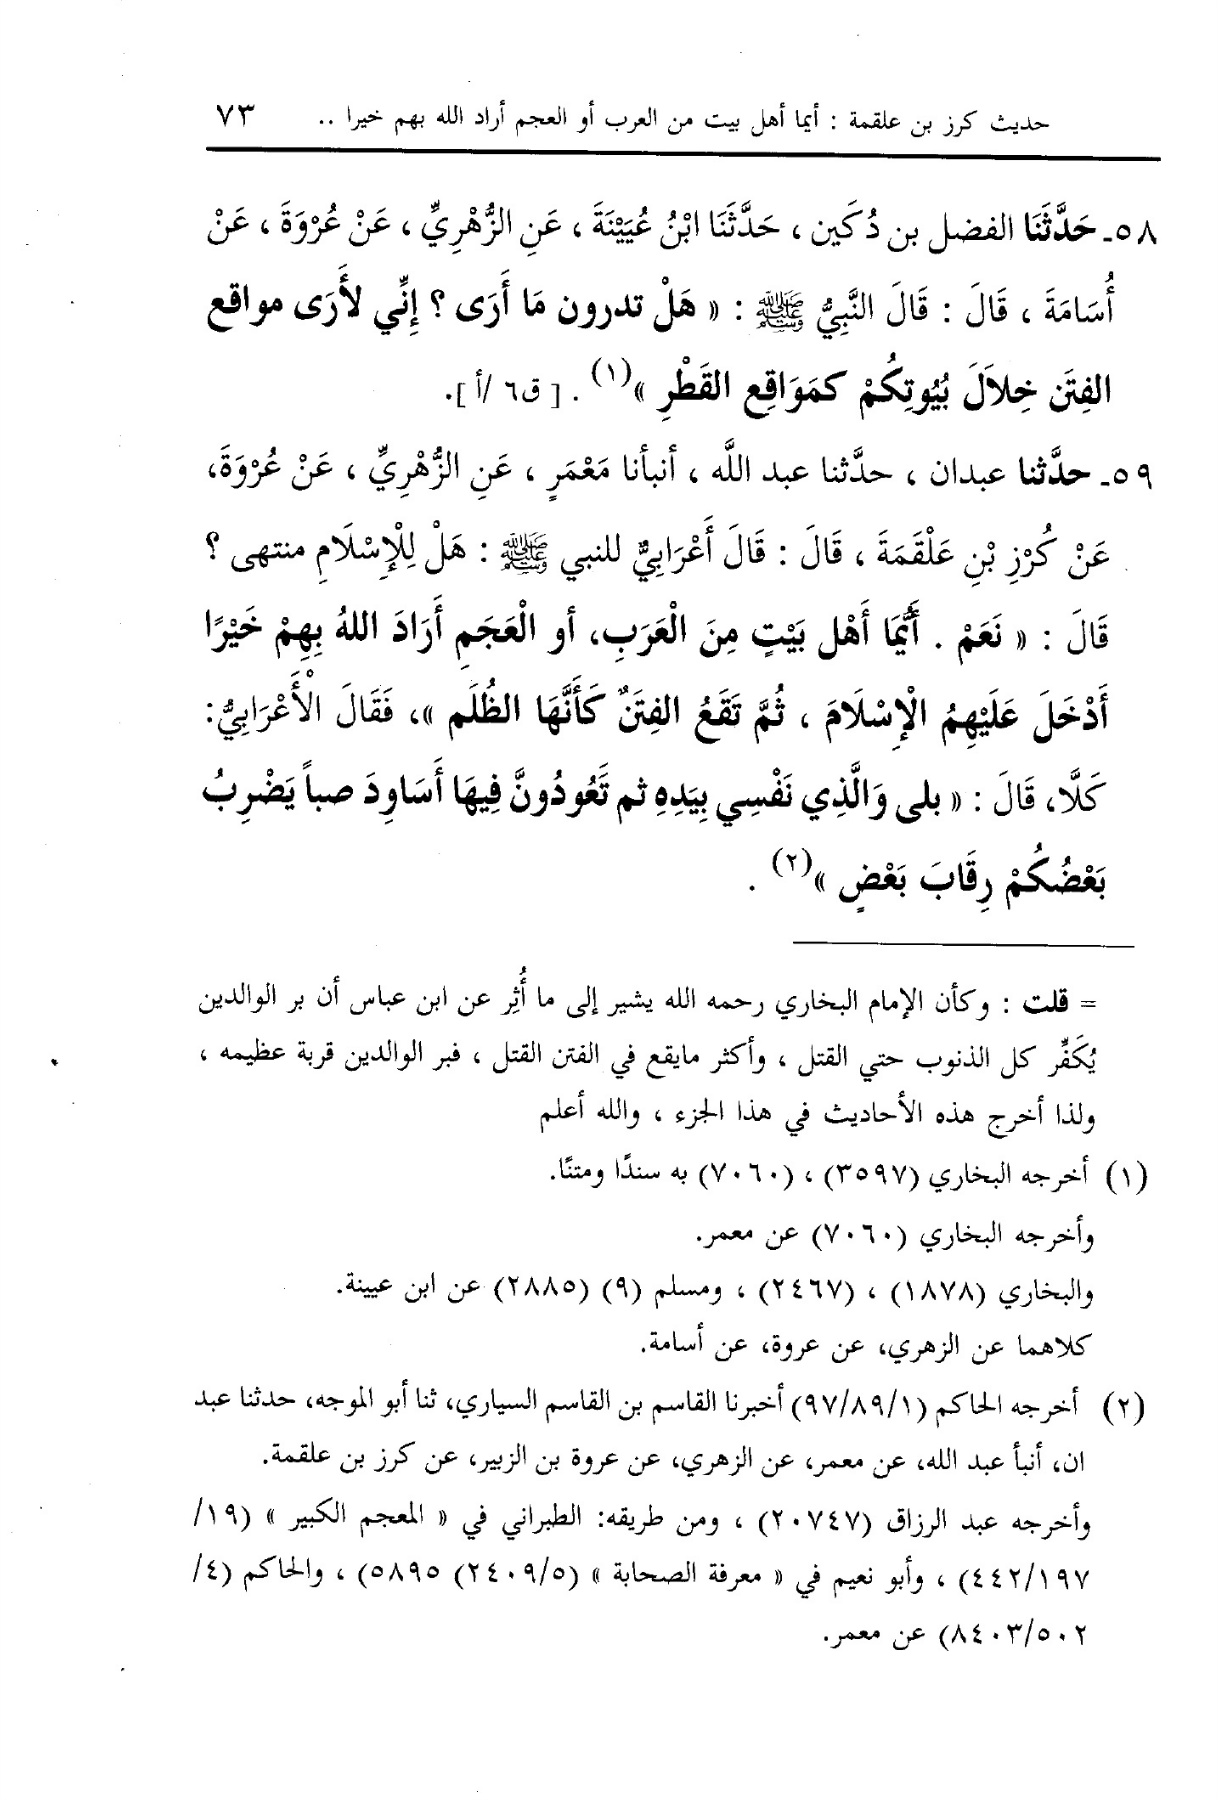 حديث كرز بن علقمة : أيما أهل بيت من العرب أو العجم أراد الله بهم خيرا .. ٧٣
٥٨ـ حَدَّثَنَا الفضل بن دُكَين ، حَدَّثَنَا ابْنُ عُيَيْنَةَ ، عَنِ الزُّهْرِيِّ ، عَنْ عُرْوَةَ ، عَنْ
أُسَامَةَ ، قَالَ : قَالَ النَّبِيُّ ﷺ : « هَلْ تدرون مَا أَرَى ؟ إِنِّي لأَرَى مواقع
الفِتَن خِلاَلَ بُيُوتِكُمْ كمَوَاقِع القَطْرِ »(١) . [ ق٦ /أ ].
٥٩ـ حدَّثنا عبدان ، حدَّثنا عبد اللَّه ، أنبأنا مَعْمَرٍ ، عَنِ الزُّهْرِيِّ ، عَنْ عُرْوَةَ،
عَنْ كُرْزِ بْنِ عَلْقَمَةَ ، قَالَ : قَالَ أَعْرَابِيٌّ للنبي ﷺ : هَلْ لِلْإِسْلَامِ منتهى ؟
قَالَ : « نَعَمْ . أَيُّمَا أَهْل بَيْتٍ مِنَ الْعَرَبِ، أو الْعَجَمِ أَرَادَ اللهُ بِهِمْ خَيْرًا
أَدْخَلَ عَلَيْهِمُ الْإِسْلَامَ ، ثُمَّ تَقَعُ الفِتَنٌ كَأَنَّهَا الظُلَم »، فَقَالَ الْأَعْرَابِيُّ:
كَلَّا، قَالَ : « بلى وَالَّذِي نَفْسِي بِيَدِهِ ثم تَعُودُونَّ فِيهَا أَسَاوِدَ صباً يَضْرِبُ
بَعْضُكُمْ رِقَابَ بَعْضٍ »(٢) .
= قلت : وكأن الإمام البخاري رحمه الله يشير إلى ما أُثِر عن ابن عباس أن بر الوالدين
يُكَفِّر كل الذنوب حتي القتل ، وأكثر مايقع في الفتن القتل ، فبر الوالدين قربة عظيمه ،
ولذا أخرج هذه الأحاديث في هذا الجزء ، والله أعلم
(١) أخرجه البخاري (٣٥٩٧) ، (٧٠٦٠) به سندًا ومتنًا.
وأخرجه البخاري (٧٠٦٠) عن معمر.
والبخاري (١٨٧٨) ، (٢٤٦٧) ، ومسلم (٩) (٢٨٨٥) عن ابن عيينة.
كلاهما عن الزهري، عن عروة، عن أسامة.
(٢) أخرجه الحاكم (٩٧/٨٩/١) أخبرنا القاسم بن القاسم السياري، ثنا أبو الموجه، حدثنا عبد
ان، أنبأ عبد الله، عن معمر، عن الزهري، عن عروة بن الزبير، عن كرز بن علقمة.
وأخرجه عبد الرزاق (٢٠٧٤٧) ، ومن طريقه: الطبراني في « المعجم الكبير » (١٩/
٤٤٢/١٩٧) ، وأبو نعيم في « معرفة الصحابة » (٢٤٠٩/٥) ٥٨٩٥) ، والحاكم (٤/
٨٤٠٣/٥٠٢) عن معمر.